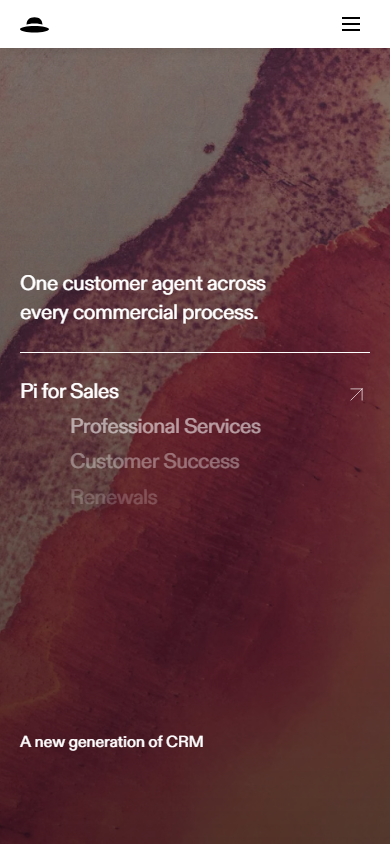 One customer agent across
every commercial process.
Pi for Sales
Professional Services
Customer Success
Renewals
A new generation of CRM